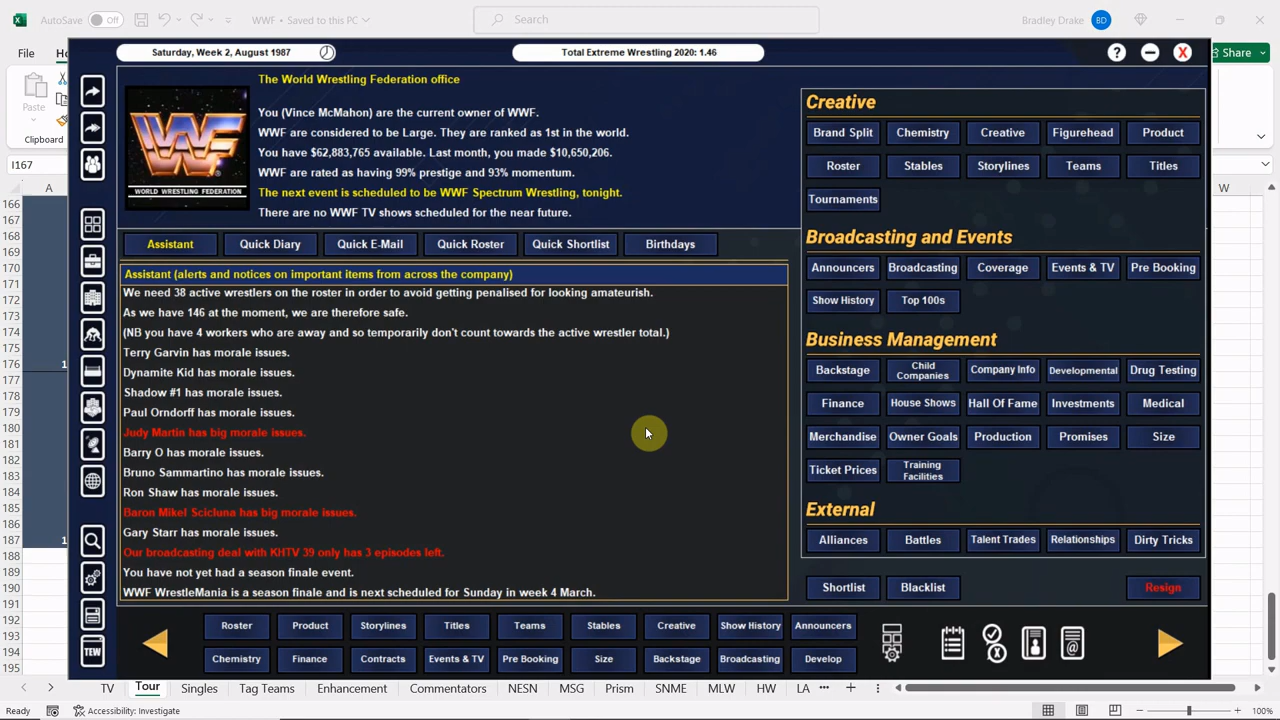 AutoSave
Off
WWF • Saved to this PC
Search
Bradley Drake
BD
File
Ho
Share
Paste
Clipboard
I167
A
W
166
167
168
169
170
171
172
173
174
175
176
177
178
179
180
181
182
183
184
185
186
187
188
189
190
191
192
193
194
195
1
1
Saturday, Week 2, August 1987
Total Extreme Wrestling 2020: 1.46
?
X
WWF
WORLD WRESTLING FEDERATION
The World Wrestling Federation office
You (Vince McMahon) are the current owner of WWF.
WWF are considered to be Large. They are ranked as 1st in the world.
You have $62,883,765 available. Last month, you made $10,650,206.
WWF are rated as having 99% prestige and 93% momentum.
The next event is scheduled to be WWF Spectrum Wrestling, tonight.
There are no WWF TV shows scheduled for the near future.
Assistant
Quick Diary
Quick E-Mail
Quick Roster
Quick Shortlist
Birthdays
Assistant (alerts and notices on important items from across the company)
We need 38 active wrestlers on the roster in order to avoid getting penalised for looking amateurish.
As we have 146 at the moment, we are therefore safe.
(NB you have 4 workers who are away and so temporarily don't count towards the active wrestler total.)
Terry Garvin has morale issues.
Dynamite Kid has morale issues.
Shadow #1 has morale issues.
Paul Orndorff has morale issues.
Judy Martin has big morale issues.
Barry O has morale issues.
Bruno Sammartino has morale issues.
Ron Shaw has morale issues.
Baron Mikel Scicluna has big morale issues.
Gary Starr has morale issues.
Our broadcasting deal with KHTV 39 only has 3 episodes left.
You have not yet had a season finale event.
WWF WrestleMania is a season finale and is next scheduled for Sunday in week 4 March.
Creative
Brand Split
Chemistry
Creative
Figurehead
Product
Roster
Stables
Storylines
Teams
Titles
Tournaments
Broadcasting and Events
Announcers
Broadcasting
Coverage
Events & TV
Pre Booking
Show History
Top 100s
Business Management
Backstage
Child
Companies
Company Info
Developmental
Drug Testing
Finance
House Shows
Hall Of Fame
Investments
Medical
Merchandise
Owner Goals
Production
Promises
Size
Ticket Prices
Training
Facilities
External
Alliances
Battles
Talent Trades
Relationships
Dirty Tricks
Shortlist
Blacklist
Resign
TEW
Roster
Product
Storylines
Titles
Teams
Stables
Creative
Show History
Announcers
Chemistry
Finance
Contracts
Events & TV
Pre Booking
Size
Backstage
Broadcasting
Develop
TV
Tour
Singles
Tag Teams
Enhancement
Commentators
NESN
MSG
Prism
SNME
MLW
HW
LA
Ready
Accessibility: Investigate
100%